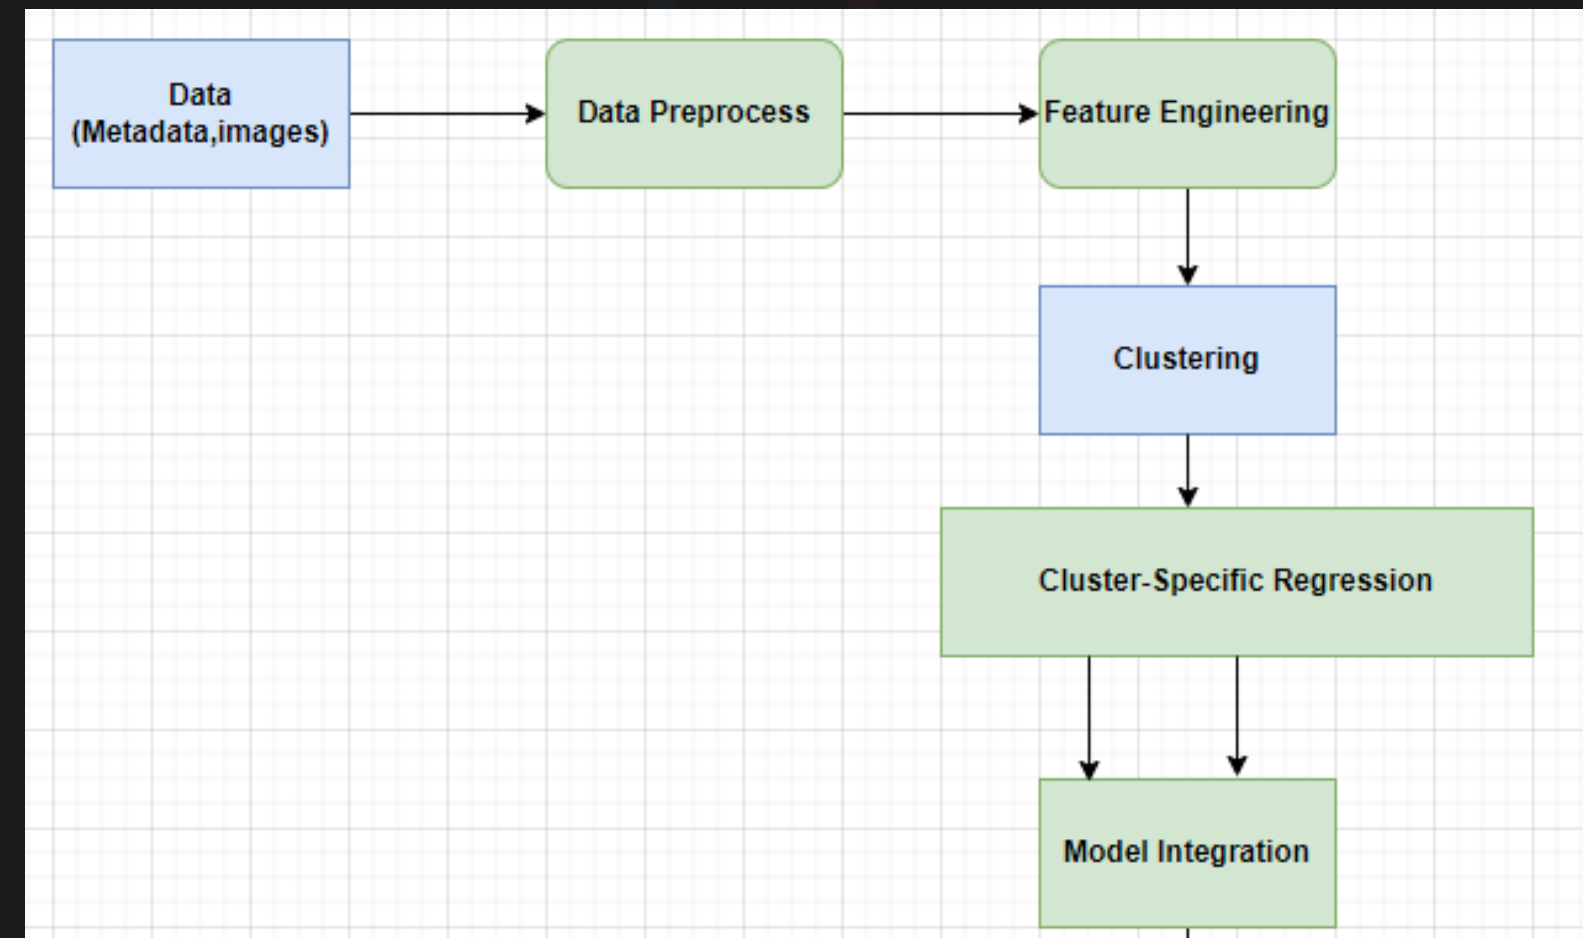 Data
(Metadata,images)
Data Preprocess
Feature Engineering
Clustering
Cluster-Specific Regression
Model Integration